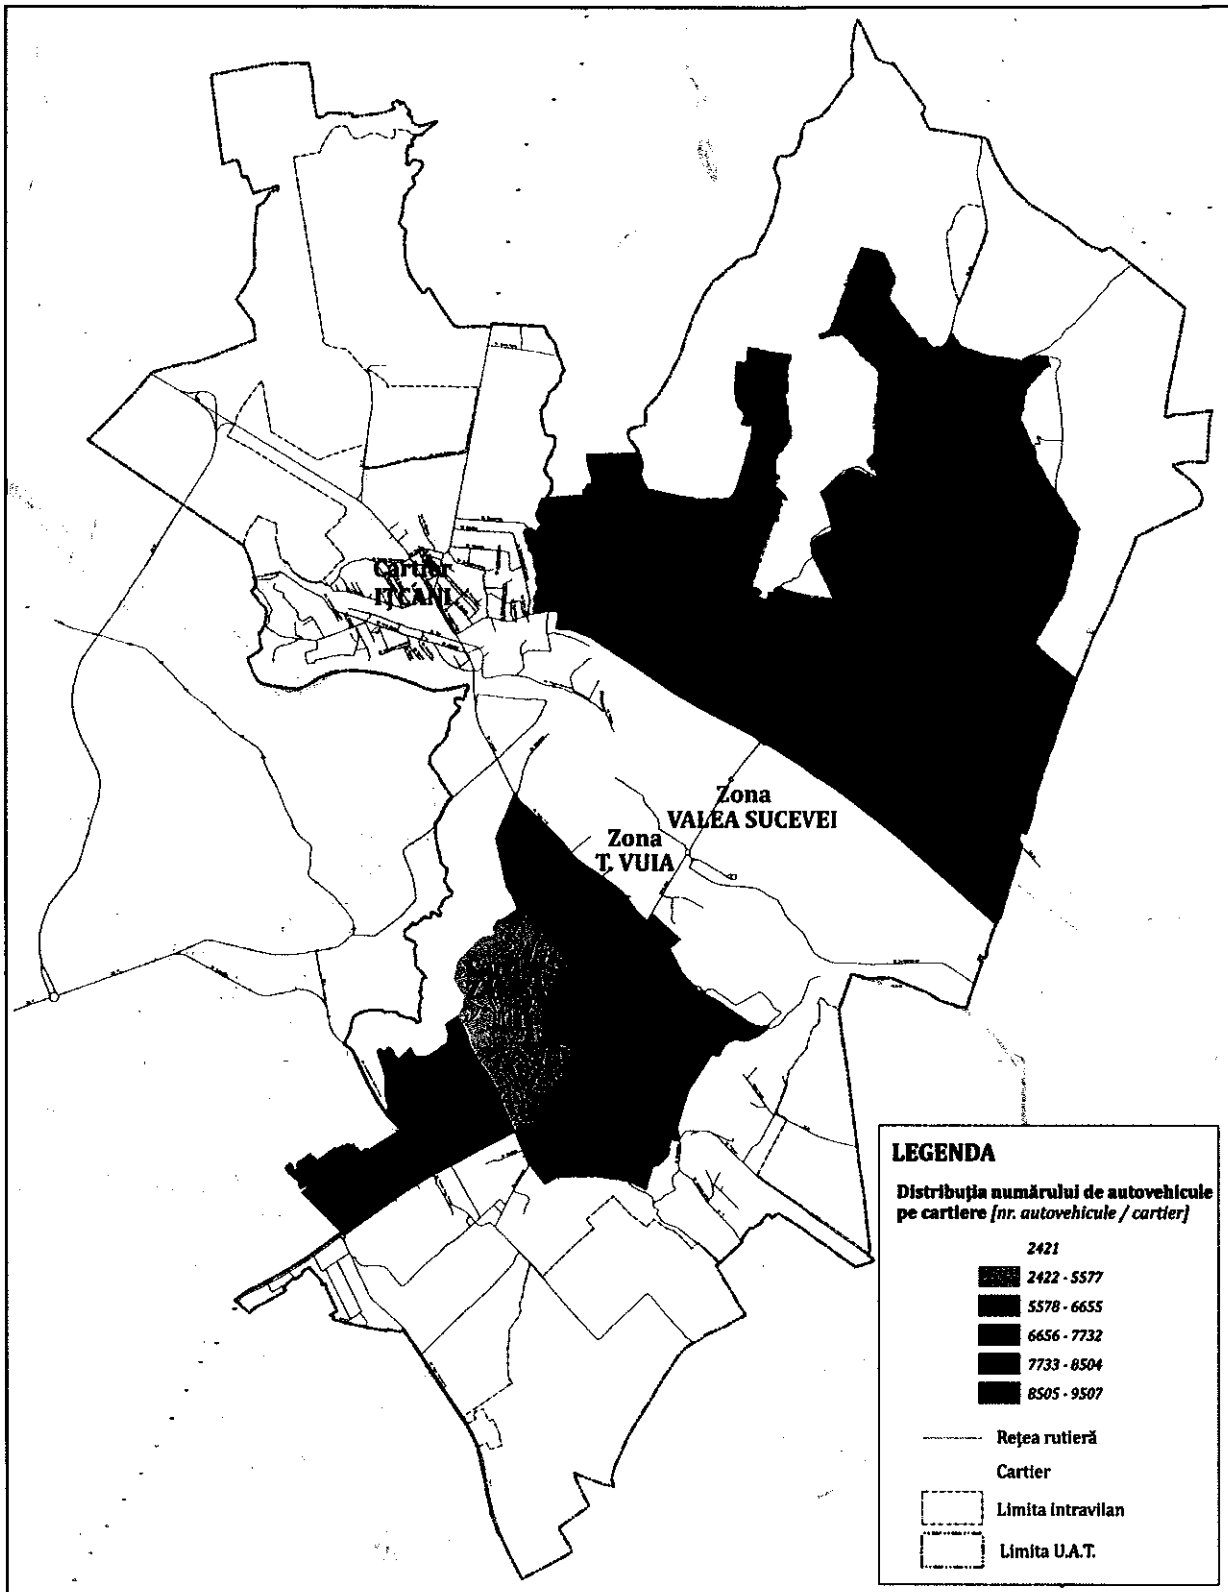 Cartier
IȚCANI
Zona
VALEA SUCEVEI
Zona
T. VUIA
LEGENDA
Distribuția numărului de autovehicule
pe cartiere [nr. autovehicule / cartier]
2421
2422 - 5577
5578 - 6655
6656 - 7732
7733 - 8504
8505 - 9507
Rețea rutieră
Cartier
Limita intravilan
Limita U.A.T.